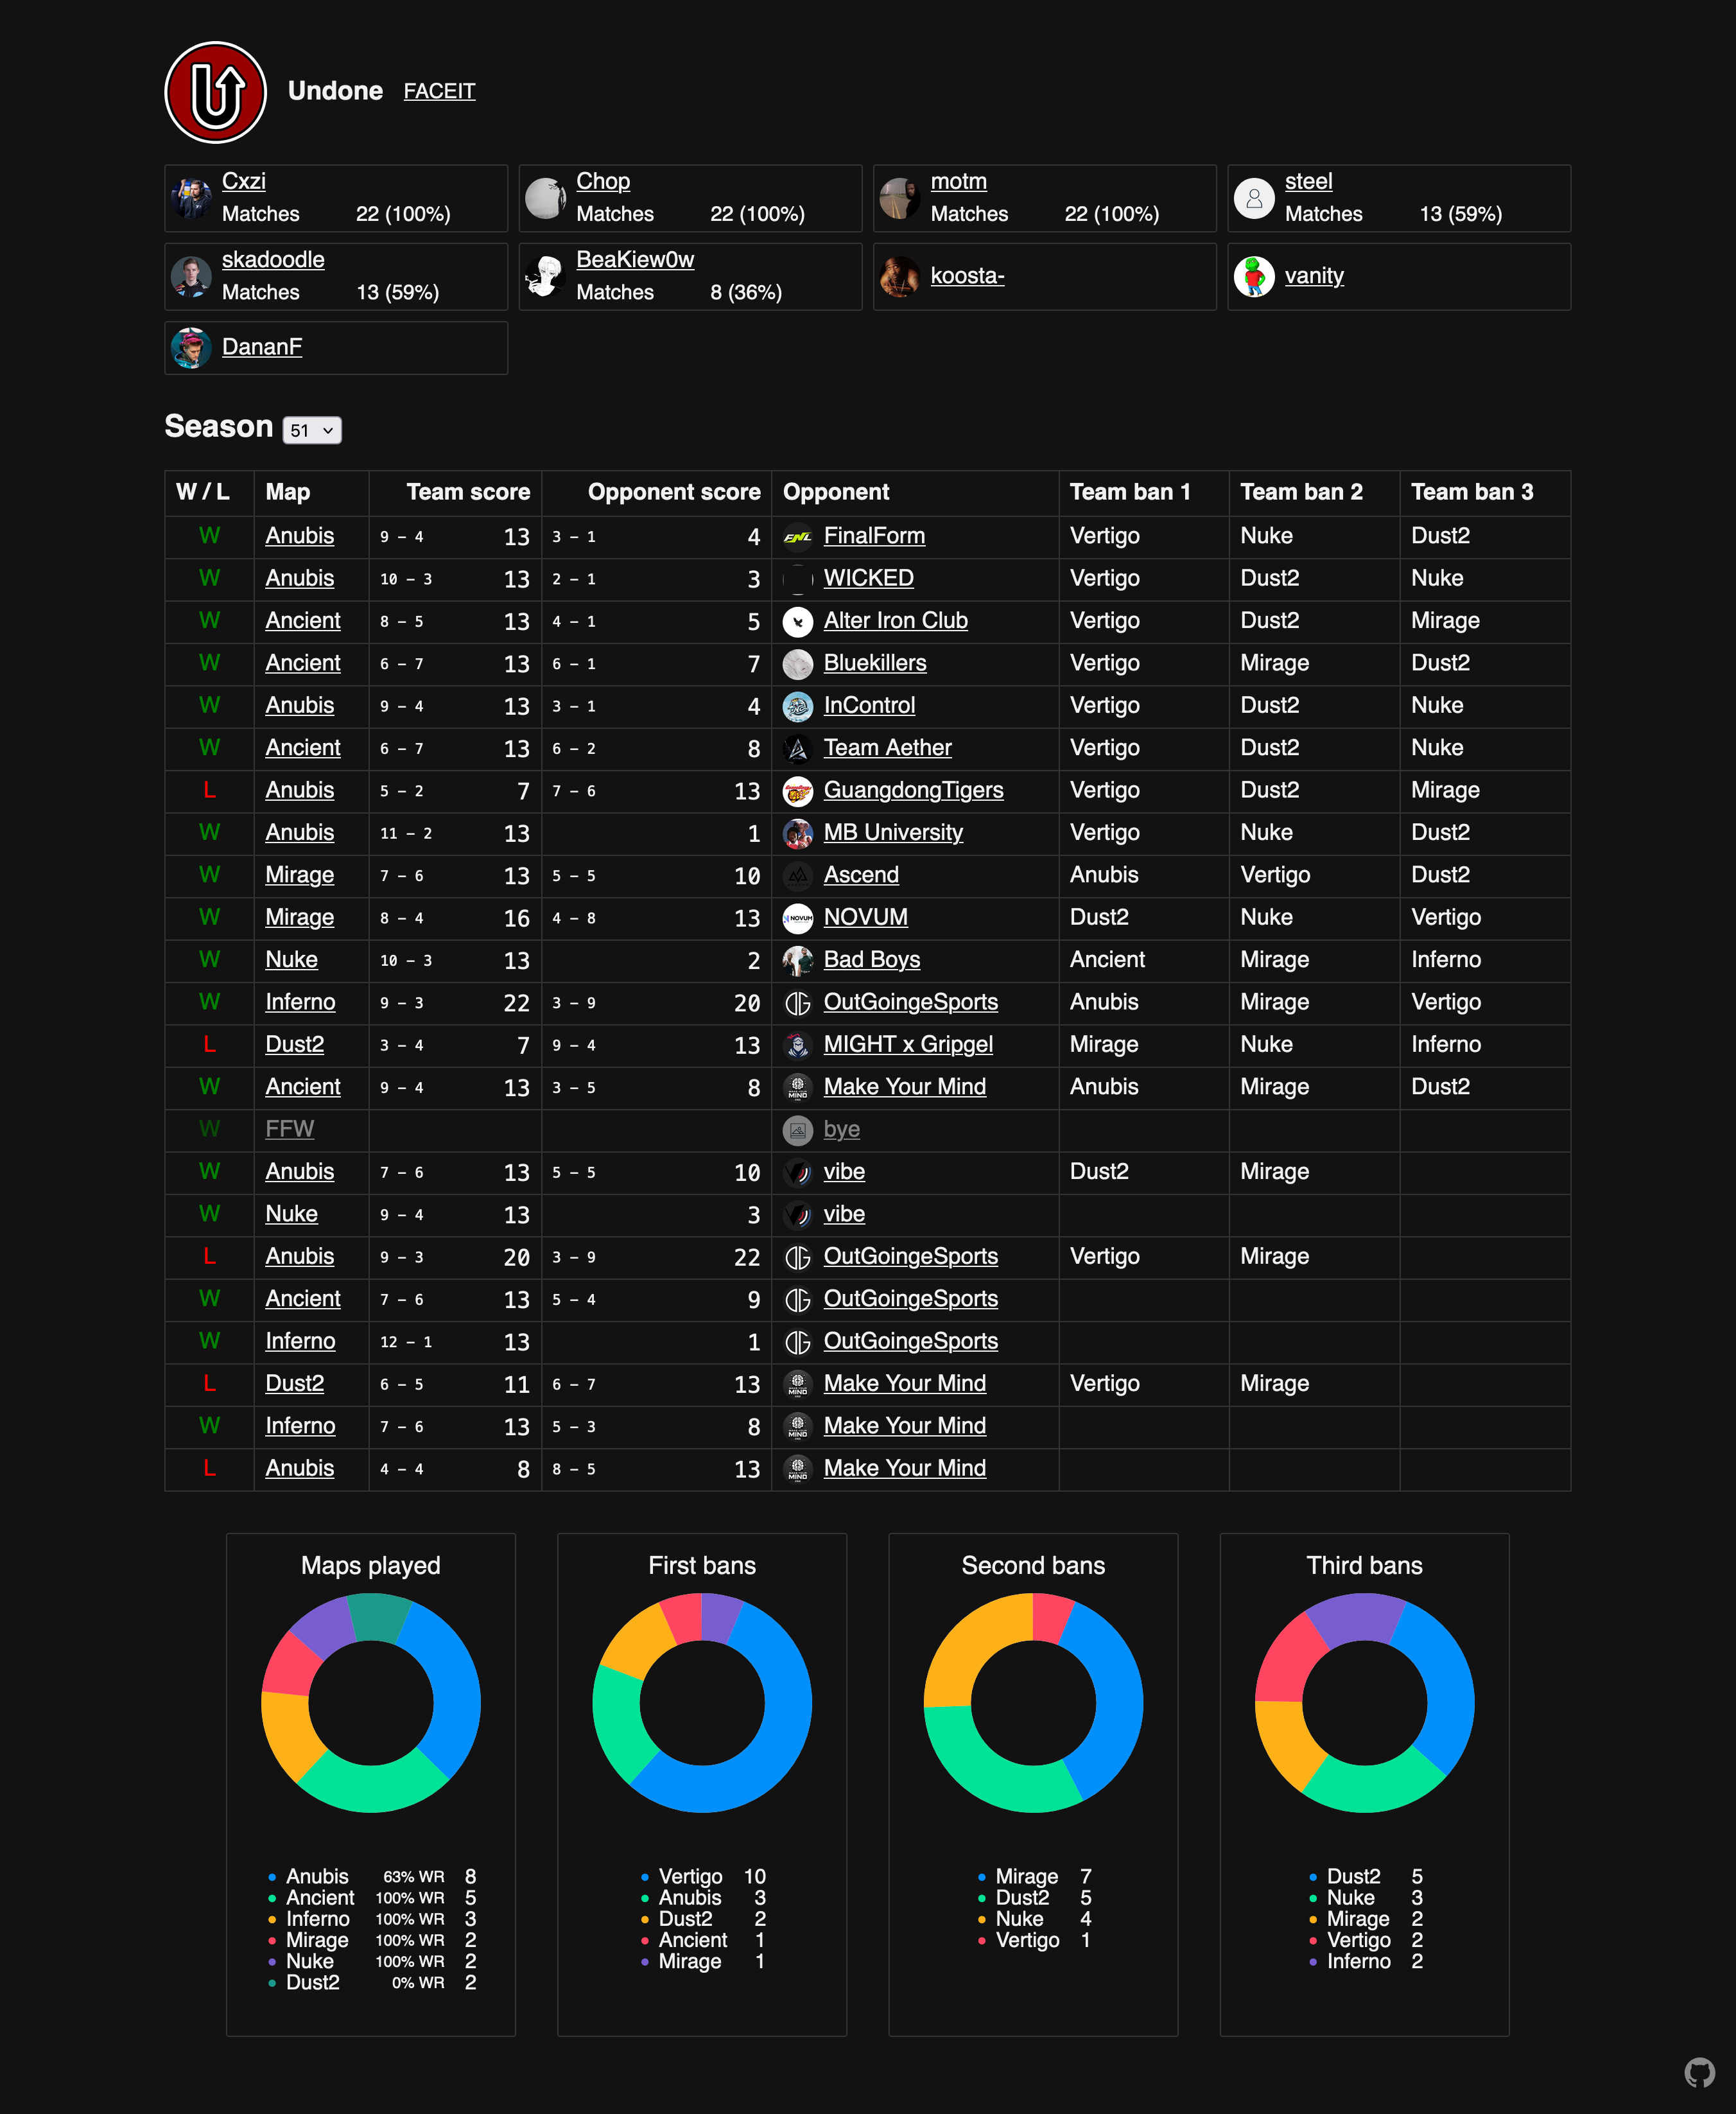 Undone FACEIT
Cxzi
Matches 22 (100%)
Chop
Matches 22 (100%)
motm
Matches 22 (100%)
steel
Matches 13 (59%)
skadoodle
Matches 13 (59%)
BeaKiew0w
Matches 8 (36%)
koosta-
vanity
DananF
Season 51
W / L Map Team score Opponent score Opponent Team ban 1 Team ban 2 Team ban 3
W Anubis 9 – 4 13 3 – 1 4 FinalForm Vertigo Nuke Dust2
W Anubis 10 – 3 13 2 – 1 3 WICKED Vertigo Dust2 Nuke
W Ancient 8 – 5 13 4 – 1 5 Alter Iron Club Vertigo Dust2 Mirage
W Ancient 6 – 7 13 6 – 1 7 Bluekillers Vertigo Mirage Dust2
W Anubis 9 – 4 13 3 – 1 4 InControl Vertigo Dust2 Nuke
W Ancient 6 – 7 13 6 – 2 8 Team Aether Vertigo Dust2 Nuke
L Anubis 5 – 2 7 7 – 6 13 GuangdongTigers Vertigo Dust2 Mirage
W Anubis 11 – 2 13 1 MB University Vertigo Nuke Dust2
W Mirage 7 – 6 13 5 – 5 10 Ascend Anubis Vertigo Dust2
W Mirage 8 – 4 16 4 – 8 13 NOVUM NOVUM Dust2 Nuke Vertigo
W Nuke 10 – 3 13 2 Bad Boys Ancient Mirage Inferno
W Inferno 9 – 3 22 3 – 9 20 OutGoingeSports Anubis Mirage Vertigo
L Dust2 3 – 4 7 9 – 4 13 MIGHT x Gripgel Mirage Nuke Inferno
W Ancient 9 – 4 13 3 – 5 8 MIND Make Your Mind Anubis Mirage Dust2
W FFW bye
W Anubis 7 – 6 13 5 – 5 10 vibe Dust2 Mirage
W Nuke 9 – 4 13 3 vibe
L Anubis 9 – 3 20 3 – 9 22 OutGoingeSports Vertigo Mirage
W Ancient 7 – 6 13 5 – 4 9 OutGoingeSports
W Inferno 12 – 1 13 1 OutGoingeSports
L Dust2 6 – 5 11 6 – 7 13 MIND Make Your Mind Vertigo Mirage
W Inferno 7 – 6 13 5 – 3 8 MIND Make Your Mind
L Anubis 4 – 4 8 8 – 5 13 MIND Make Your Mind
Maps played
Anubis 63% WR 8
Ancient 100% WR 5
Inferno 100% WR 3
Mirage 100% WR 2
Nuke 100% WR 2
Dust2 0% WR 2
First bans
Vertigo 10
Anubis 3
Dust2 2
Ancient 1
Mirage 1
Second bans
Mirage 7
Dust2 5
Nuke 4
Vertigo 1
Third bans
Dust2 5
Nuke 3
Mirage 2
Vertigo 2
Inferno 2